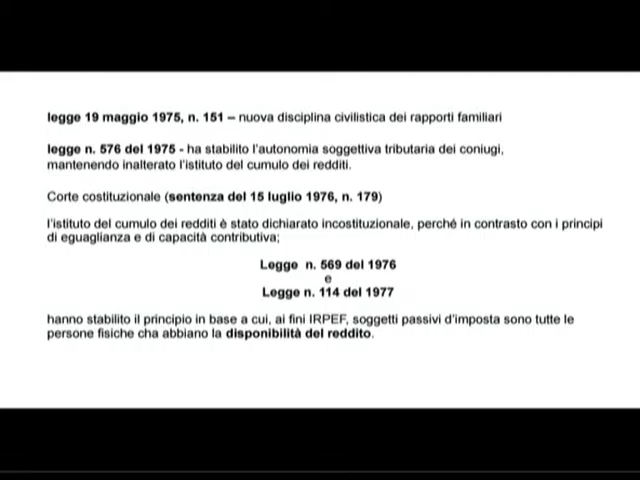 legge 19 maggio 1975, n. 151 – nuova disciplina civilistica dei rapporti familiari
legge n. 576 del 1975 - ha stabilito l'autonomia soggettiva tributaria dei coniugi,
mantenendo inalterato l'istituto del cumulo dei redditi.
Corte costituzionale (sentenza del 15 luglio 1976, n. 179)
l'istituto del cumulo dei redditi è stato dichiarato incostituzionale, perché in contrasto con i principi
di eguaglianza e di capacità contributiva;
Legge n. 569 del 1976
e
Legge n. 114 del 1977
hanno stabilito il principio in base a cui, ai fini IRPEF, soggetti passivi d'imposta sono tutte le
persone fisiche cha abbiano la disponibilità del reddito.